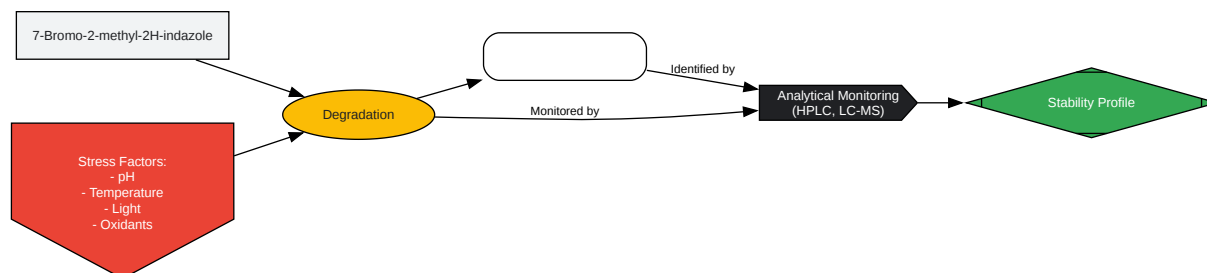 7-Bromo-2-methyl-2H-indazole
Stress Factors:
- pH
- Temperature
- Light
- Oxidants
Degradation
Identified by
Monitored by
Analytical Monitoring
(HPLC, LC-MS)
Stability Profile